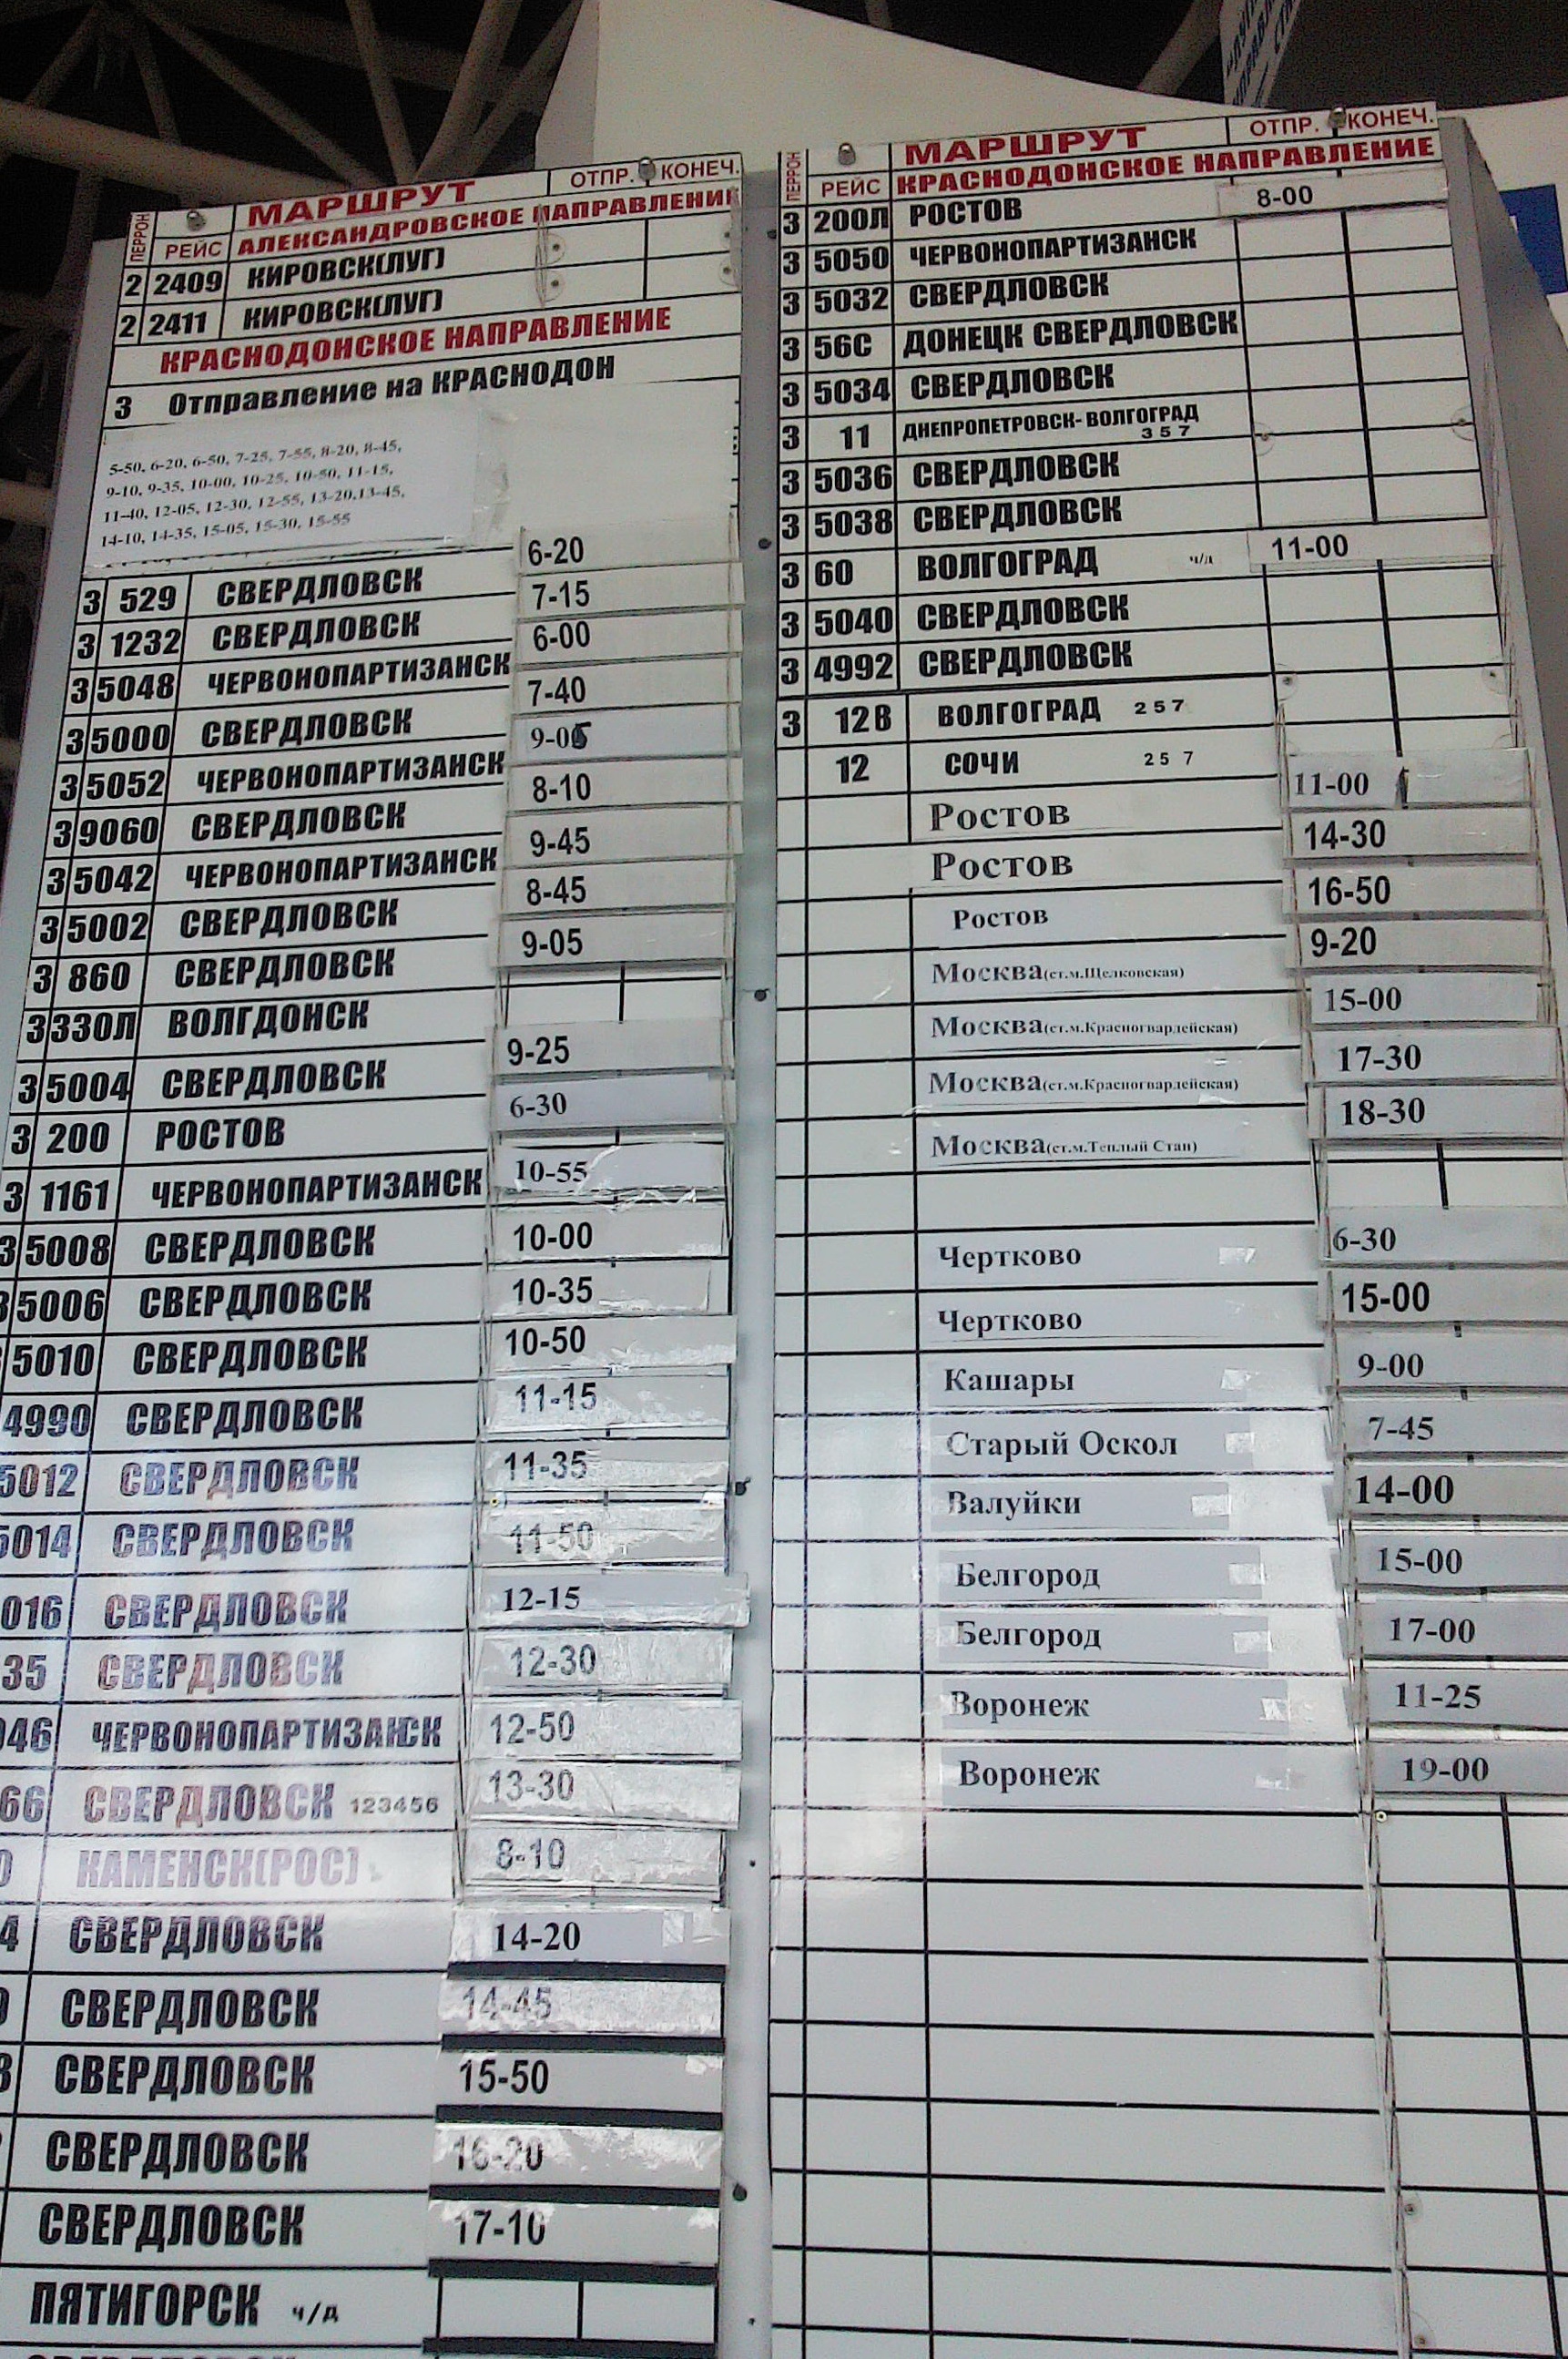 МАРШРУТ ОТПР. КОНЕЧ.
ПЕРРОН РЕЙС АЛЕКСАНДРОВСКОЕ НАПРАВЛЕНИЕ
2 2409 КИРОВСК(ЛУГ)
2 2411 КИРОВСК(ЛУГ)
КРАСНОДОНСКОЕ НАПРАВЛЕНИЕ
3 Отправление на КРАСНОДОН
5-50, 6-20, 6-50, 7-25, 7-55, 8-20, 8-45,
9-10, 9-35, 10-00, 10-25, 10-50, 11-15,
11-40, 12-05, 12-30, 12-55, 13-20,13-45,
14-10, 14-35, 15-05, 15-30, 15-55
3 529 СВЕРДЛОВСК 6-20
3 1232 СВЕРДЛОВСК 7-15
3 5048 ЧЕРВОНОПАРТИЗАНСК 6-00
3 5000 СВЕРДЛОВСК 7-40
3 5052 ЧЕРВОНОПАРТИЗАНСК 9-05
3 9060 СВЕРДЛОВСК 8-10
3 5042 ЧЕРВОНОПАРТИЗАНСК 9-45
3 5002 СВЕРДЛОВСК 8-45
3 860 СВЕРДЛОВСК 9-05
3 330Л ВОЛГДОНСК
3 5004 СВЕРДЛОВСК 9-25
3 200 РОСТОВ 6-30
3 1161 ЧЕРВОНОПАРТИЗАНСК 10-55
3 5008 СВЕРДЛОВСК 10-00
3 5006 СВЕРДЛОВСК 10-35
5010 СВЕРДЛОВСК 10-50
4990 СВЕРДЛОВСК 11-15
5012 СВЕРДЛОВСК 11-35
5014 СВЕРДЛОВСК 11-50
016 СВЕРДЛОВСК 12-15
35 СВЕРДЛОВСК 12-30
046 ЧЕРВОНОПАРТИЗАНСК 12-50
66 СВЕРДЛОВСК 123456 13-30
0 КАМЕНСК(РОС) 8-10
4 СВЕРДЛОВСК 14-20
СВЕРДЛОВСК 14-45
СВЕРДЛОВСК 15-50
СВЕРДЛОВСК 16-20
СВЕРДЛОВСК 17-10
ПЯТИГОРСК ч/д
МАРШРУТ ОТПР. КОНЕЧ.
ПЕРРОН РЕЙС КРАСНОДОНСКОЕ НАПРАВЛЕНИЕ
3 200Л РОСТОВ 8-00
3 5050 ЧЕРВОНОПАРТИЗАНСК
3 5032 СВЕРДЛОВСК
3 56С ДОНЕЦК СВЕРДЛОВСК
3 5034 СВЕРДЛОВСК
3 11 ДНЕПРОПЕТРОВСК-ВОЛГОГРАД 357
3 5036 СВЕРДЛОВСК
3 5038 СВЕРДЛОВСК
3 60 ВОЛГОГРАД ч/д 11-00
3 5040 СВЕРДЛОВСК
3 4992 СВЕРДЛОВСК
3 12В ВОЛГОГРАД 257
12 СОЧИ 257
Ростов 11-00
Ростов 14-30
Ростов 16-50
Москва(ст.м.Щелковская) 9-20
Москва(ст.м.Красногвардейская) 15-00
Москва(ст.м.Красногвардейская) 17-30
Москва(ст.м.Теплый Стан) 18-30
Чертково 6-30
Чертково 15-00
Кашары 9-00
Старый Оскол 7-45
Валуйки 14-00
Белгород 15-00
Белгород 17-00
Воронеж 11-25
Воронеж 19-00